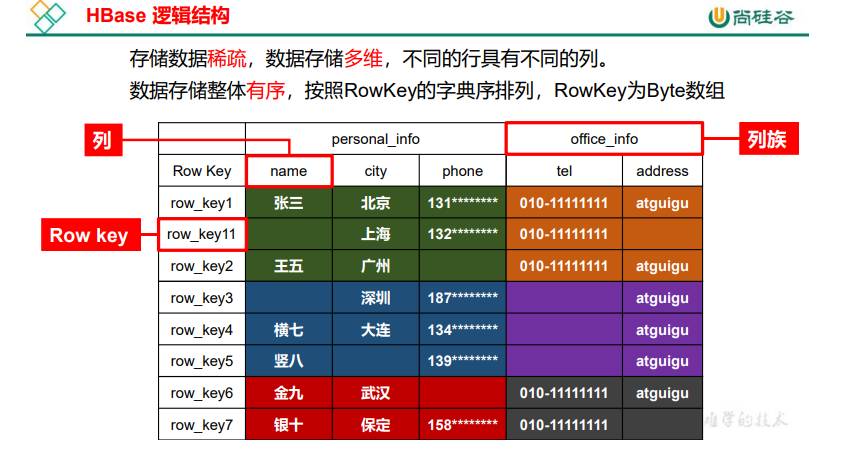 HBase 逻辑结构
尚硅谷
存储数据稀疏，数据存储多维，不同的行具有不同的列。
数据存储整体有序，按照RowKey的字典序排列，RowKey为Byte数组
列
personal_info office_info
列族
Row Key name city phone tel address
row_key1 张三 北京 131******** 010-11111111 atguigu
Row key
row_key11 上海 132******** 010-11111111
row_key2 王五 广州 010-11111111 atguigu
row_key3 深圳 187******** atguigu
row_key4 横七 大连 134******** atguigu
row_key5 竖八 139******** atguigu
row_key6 金九 武汉 010-11111111 atguigu
row_key7 银十 保定 158******** 010-11111111
学的技术